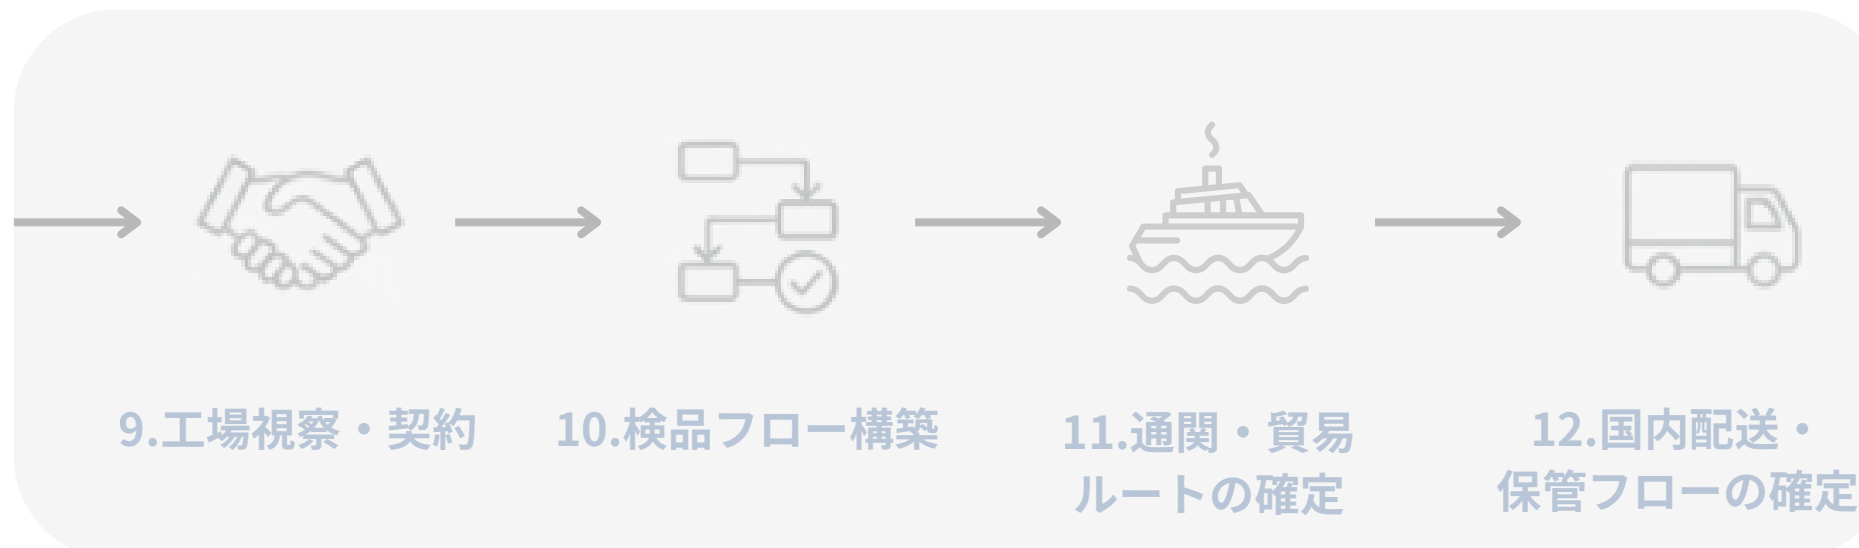 9.工場視察・契約
10.検品フロー構築
11.通関・貿易
ルートの確定
12.国内配送・
保管フローの確定